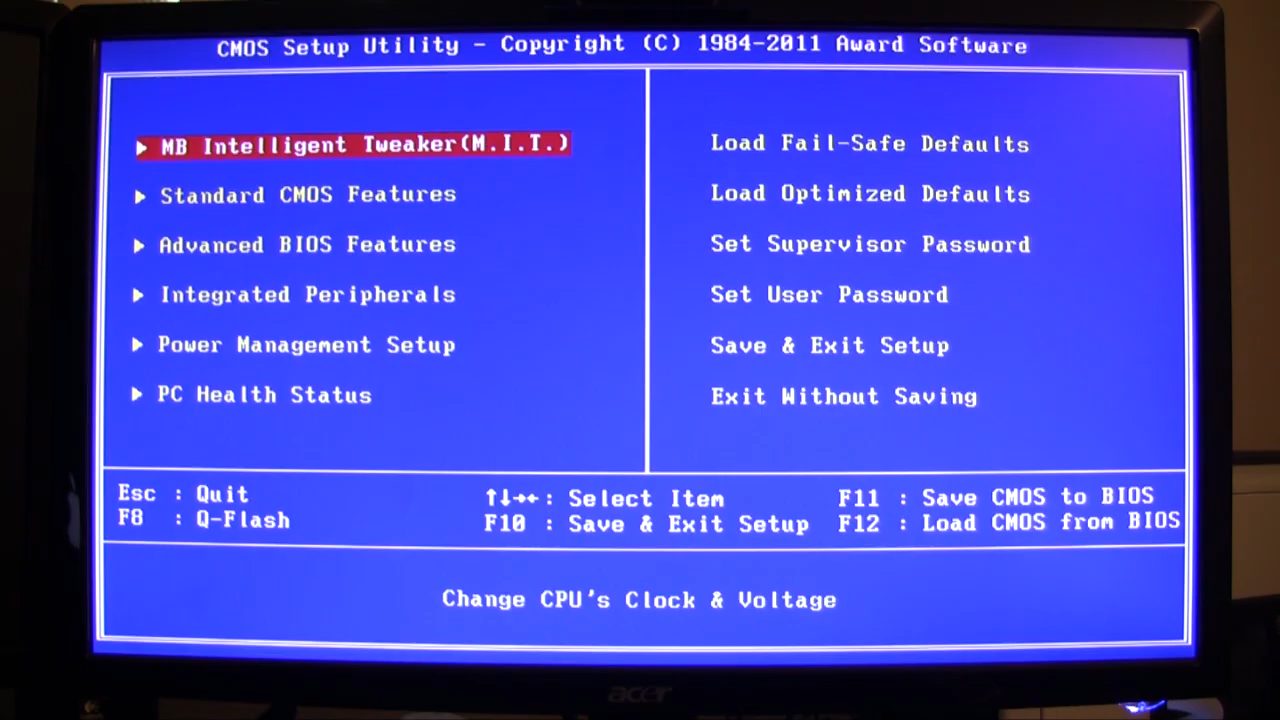 CMOS Setup Utility - Copyright (C) 1984-2011 Award Software
▶ MB Intelligent Tweaker(M.I.T.)
▶ Standard CMOS Features
▶ Advanced BIOS Features
▶ Integrated Peripherals
▶ Power Management Setup
▶ PC Health Status
Load Fail-Safe Defaults
Load Optimized Defaults
Set Supervisor Password
Set User Password
Save & Exit Setup
Exit Without Saving
Esc : Quit
F8 : Q-Flash
↑↓→←: Select Item
F10 : Save & Exit Setup
F11 : Save CMOS to BIOS
F12 : Load CMOS from BIOS
Change CPU's Clock & Voltage
acer